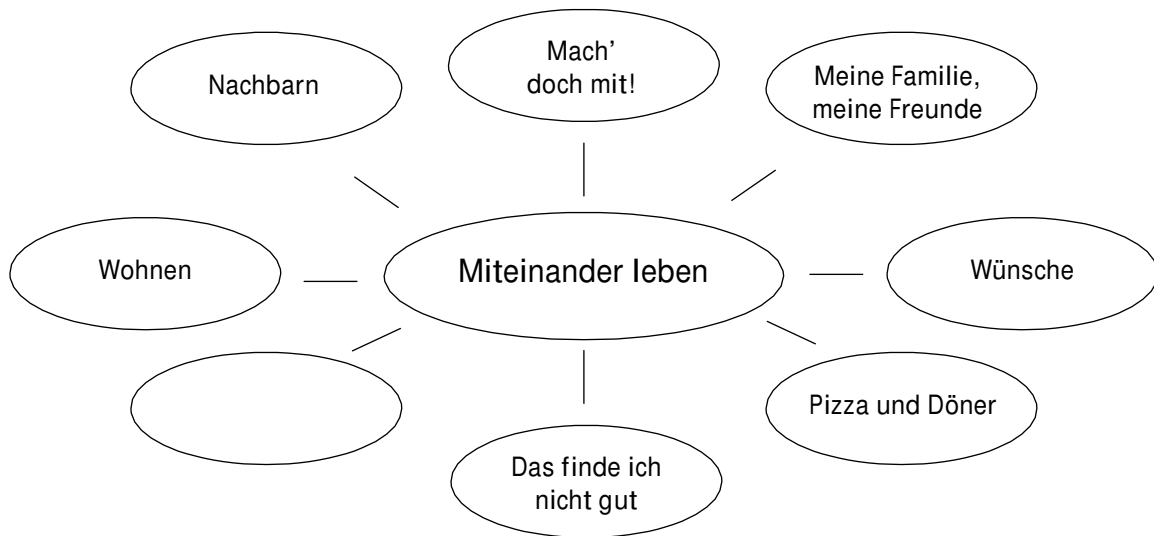 Mach’
doch mit!
Nachbarn
Meine Familie,
meine Freunde
Wohnen
Miteinander leben
Wünsche
Pizza und Döner
Das finde ich
nicht gut